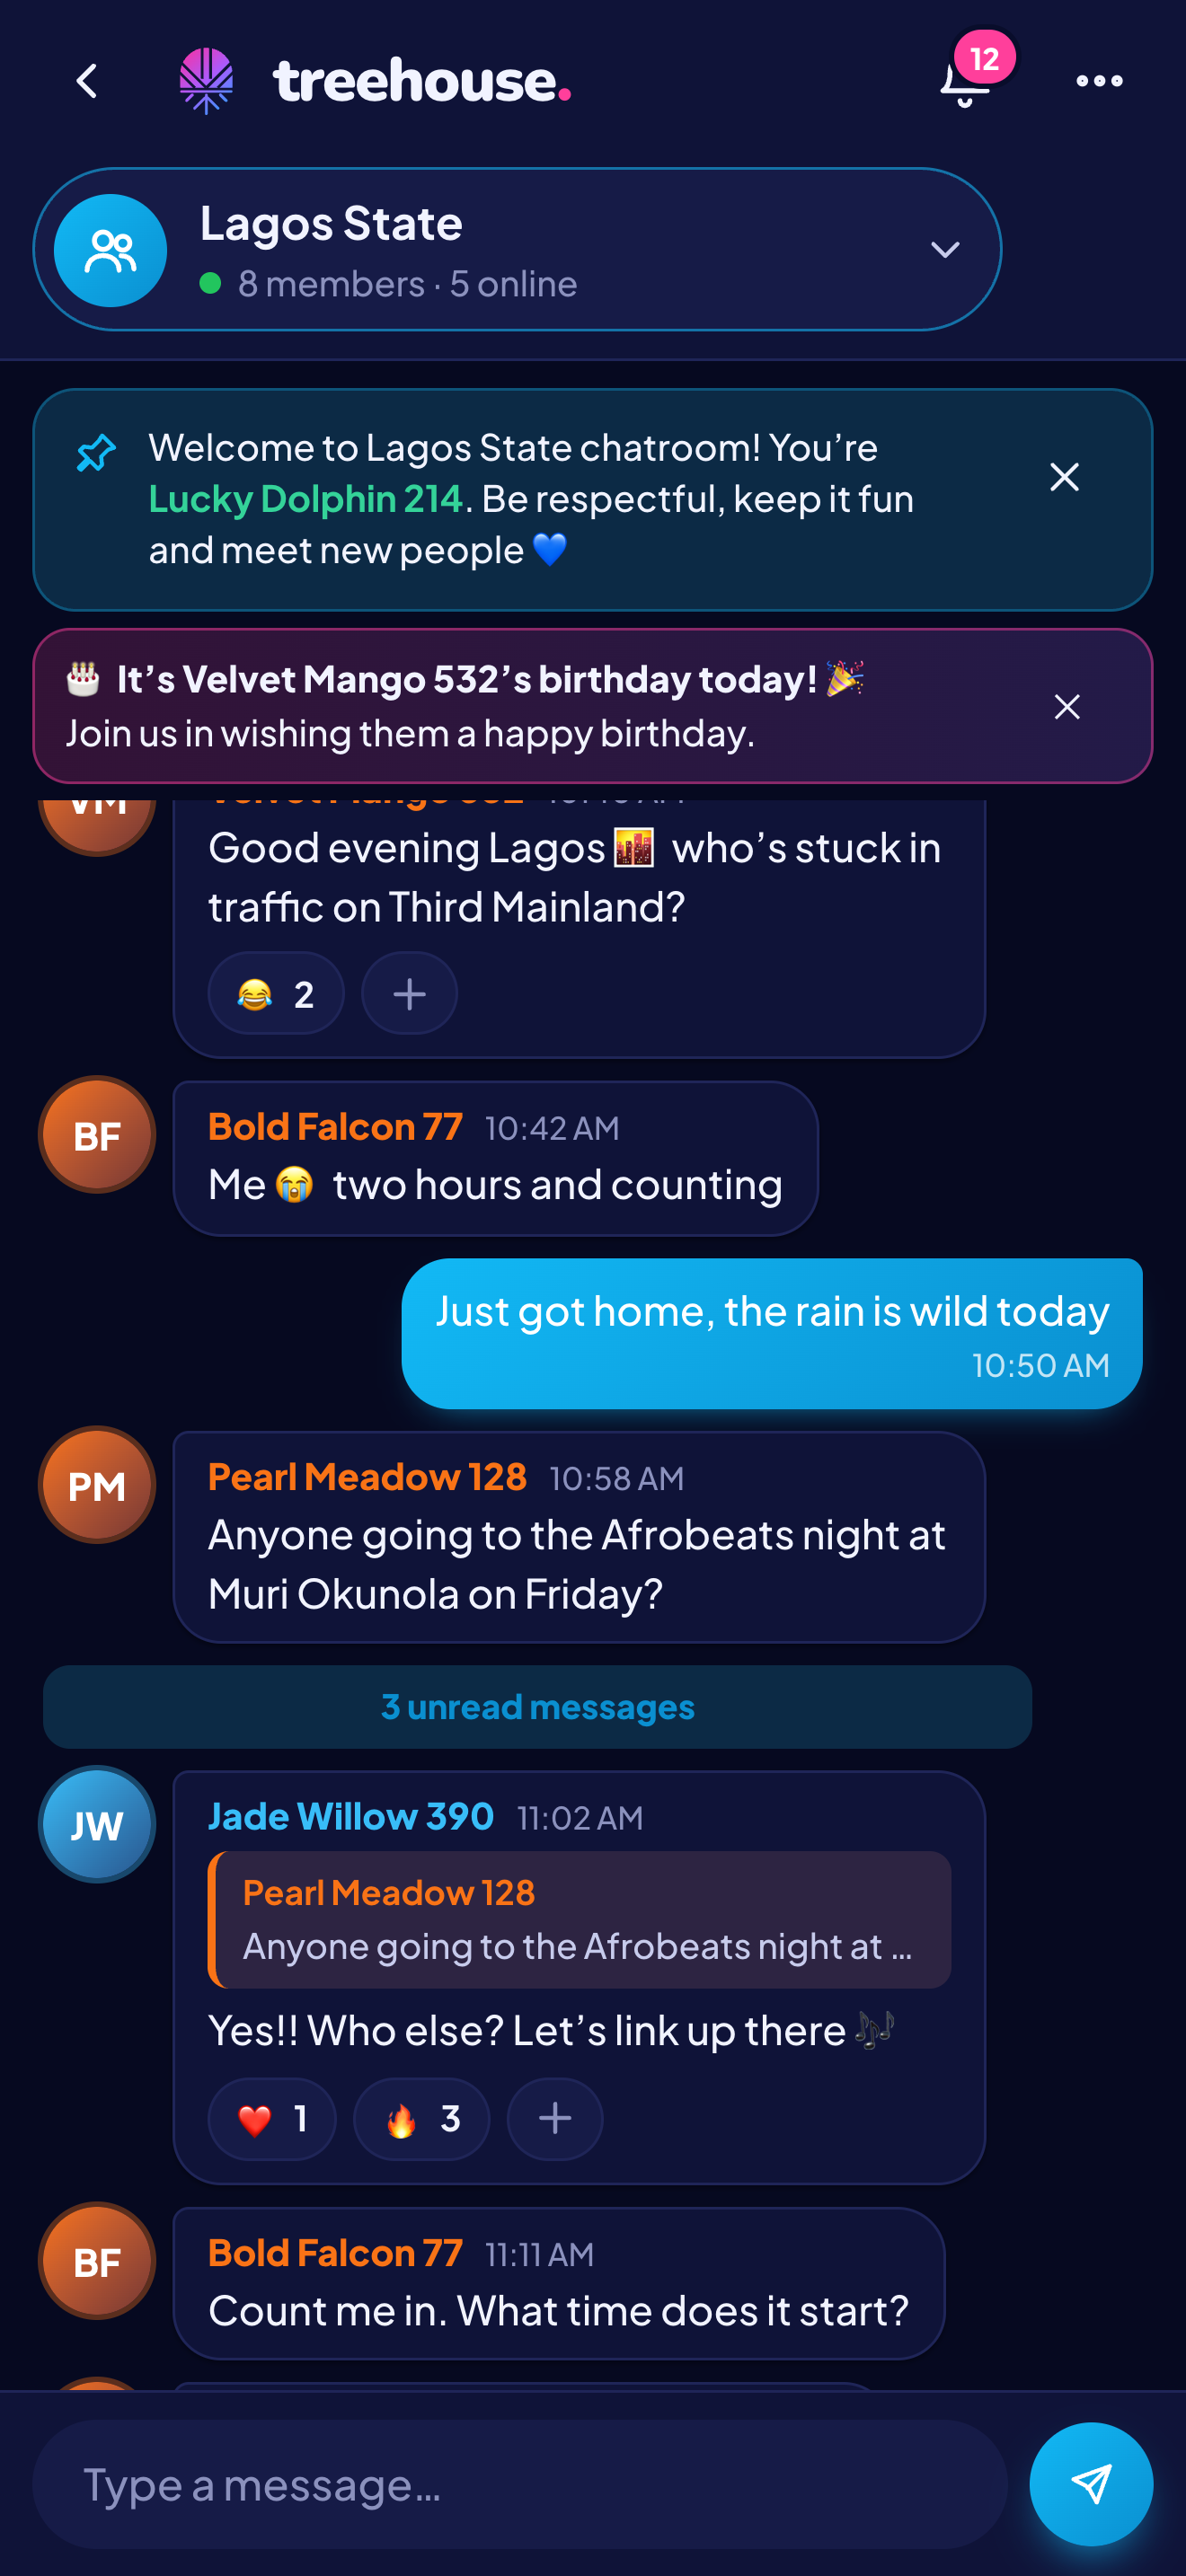 treehouse.
12
Lagos State
8 members · 5 online
Welcome to Lagos State chatroom! You’re
Lucky Dolphin 214. Be respectful, keep it fun
and meet new people 💙
🎂 It’s Velvet Mango 532’s birthday today! 🎉
Join us in wishing them a happy birthday.
VM
Good evening Lagos 🌇 who’s stuck in
traffic on Third Mainland?
😂 2
BF
Bold Falcon 77 10:42 AM
Me 😭 two hours and counting
Just got home, the rain is wild today
10:50 AM
PM
Pearl Meadow 128 10:58 AM
Anyone going to the Afrobeats night at
Muri Okunola on Friday?
3 unread messages
JW
Jade Willow 390 11:02 AM
Pearl Meadow 128
Anyone going to the Afrobeats night at ...
Yes!! Who else? Let’s link up there 🎶
❤️ 1 🔥 3
BF
Bold Falcon 77 11:11 AM
Count me in. What time does it start?
Type a message...